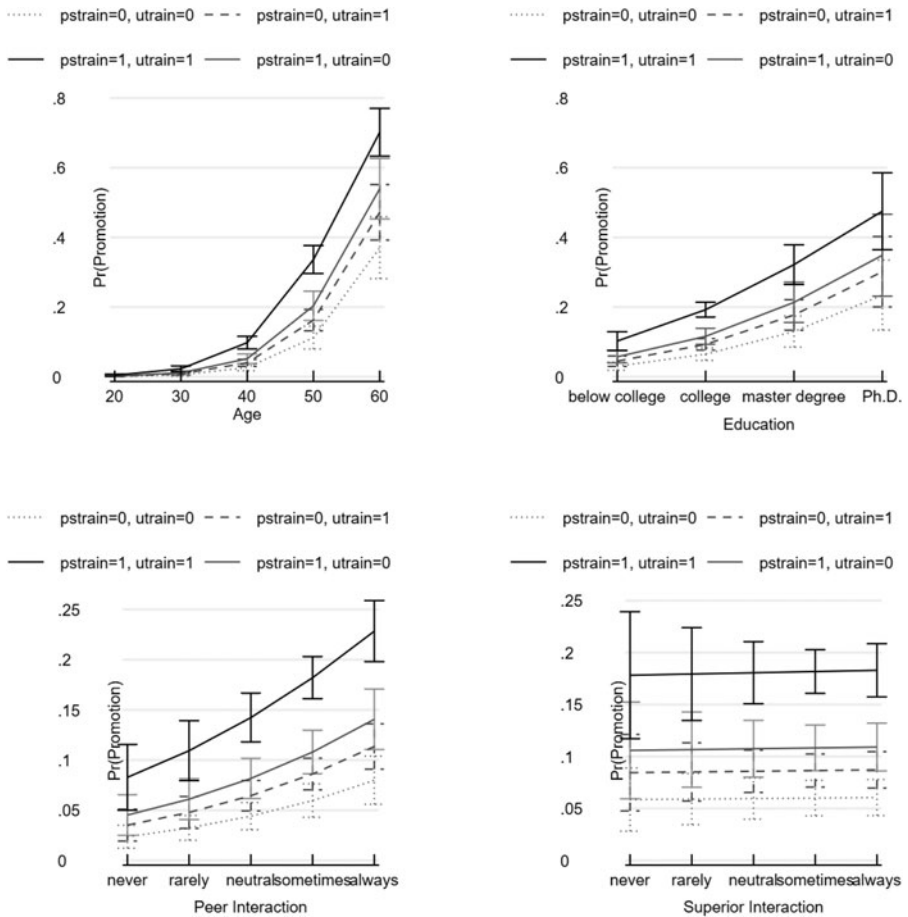 pstrain=0, utrain=0 pstrain=0, utrain=1
pstrain=1, utrain=1 pstrain=1, utrain=0
.8
.6
.4
.2
0
Pr(Promotion)
20 30 40 50 60
Age
pstrain=0, utrain=0 pstrain=0, utrain=1
pstrain=1, utrain=1 pstrain=1, utrain=0
.8
.6
.4
.2
0
Pr(Promotion)
below college college master degree Ph.D.
Education
pstrain=0, utrain=0 pstrain=0, utrain=1
pstrain=1, utrain=1 pstrain=1, utrain=0
.25
.2
.15
.1
.05
0
Pr(Promotion)
never rarely neutral sometimes always
Peer Interaction
pstrain=0, utrain=0 pstrain=0, utrain=1
pstrain=1, utrain=1 pstrain=1, utrain=0
.25
.2
.15
.1
.05
0
Pr(Promotion)
never rarely neutral sometimes always
Superior Interaction